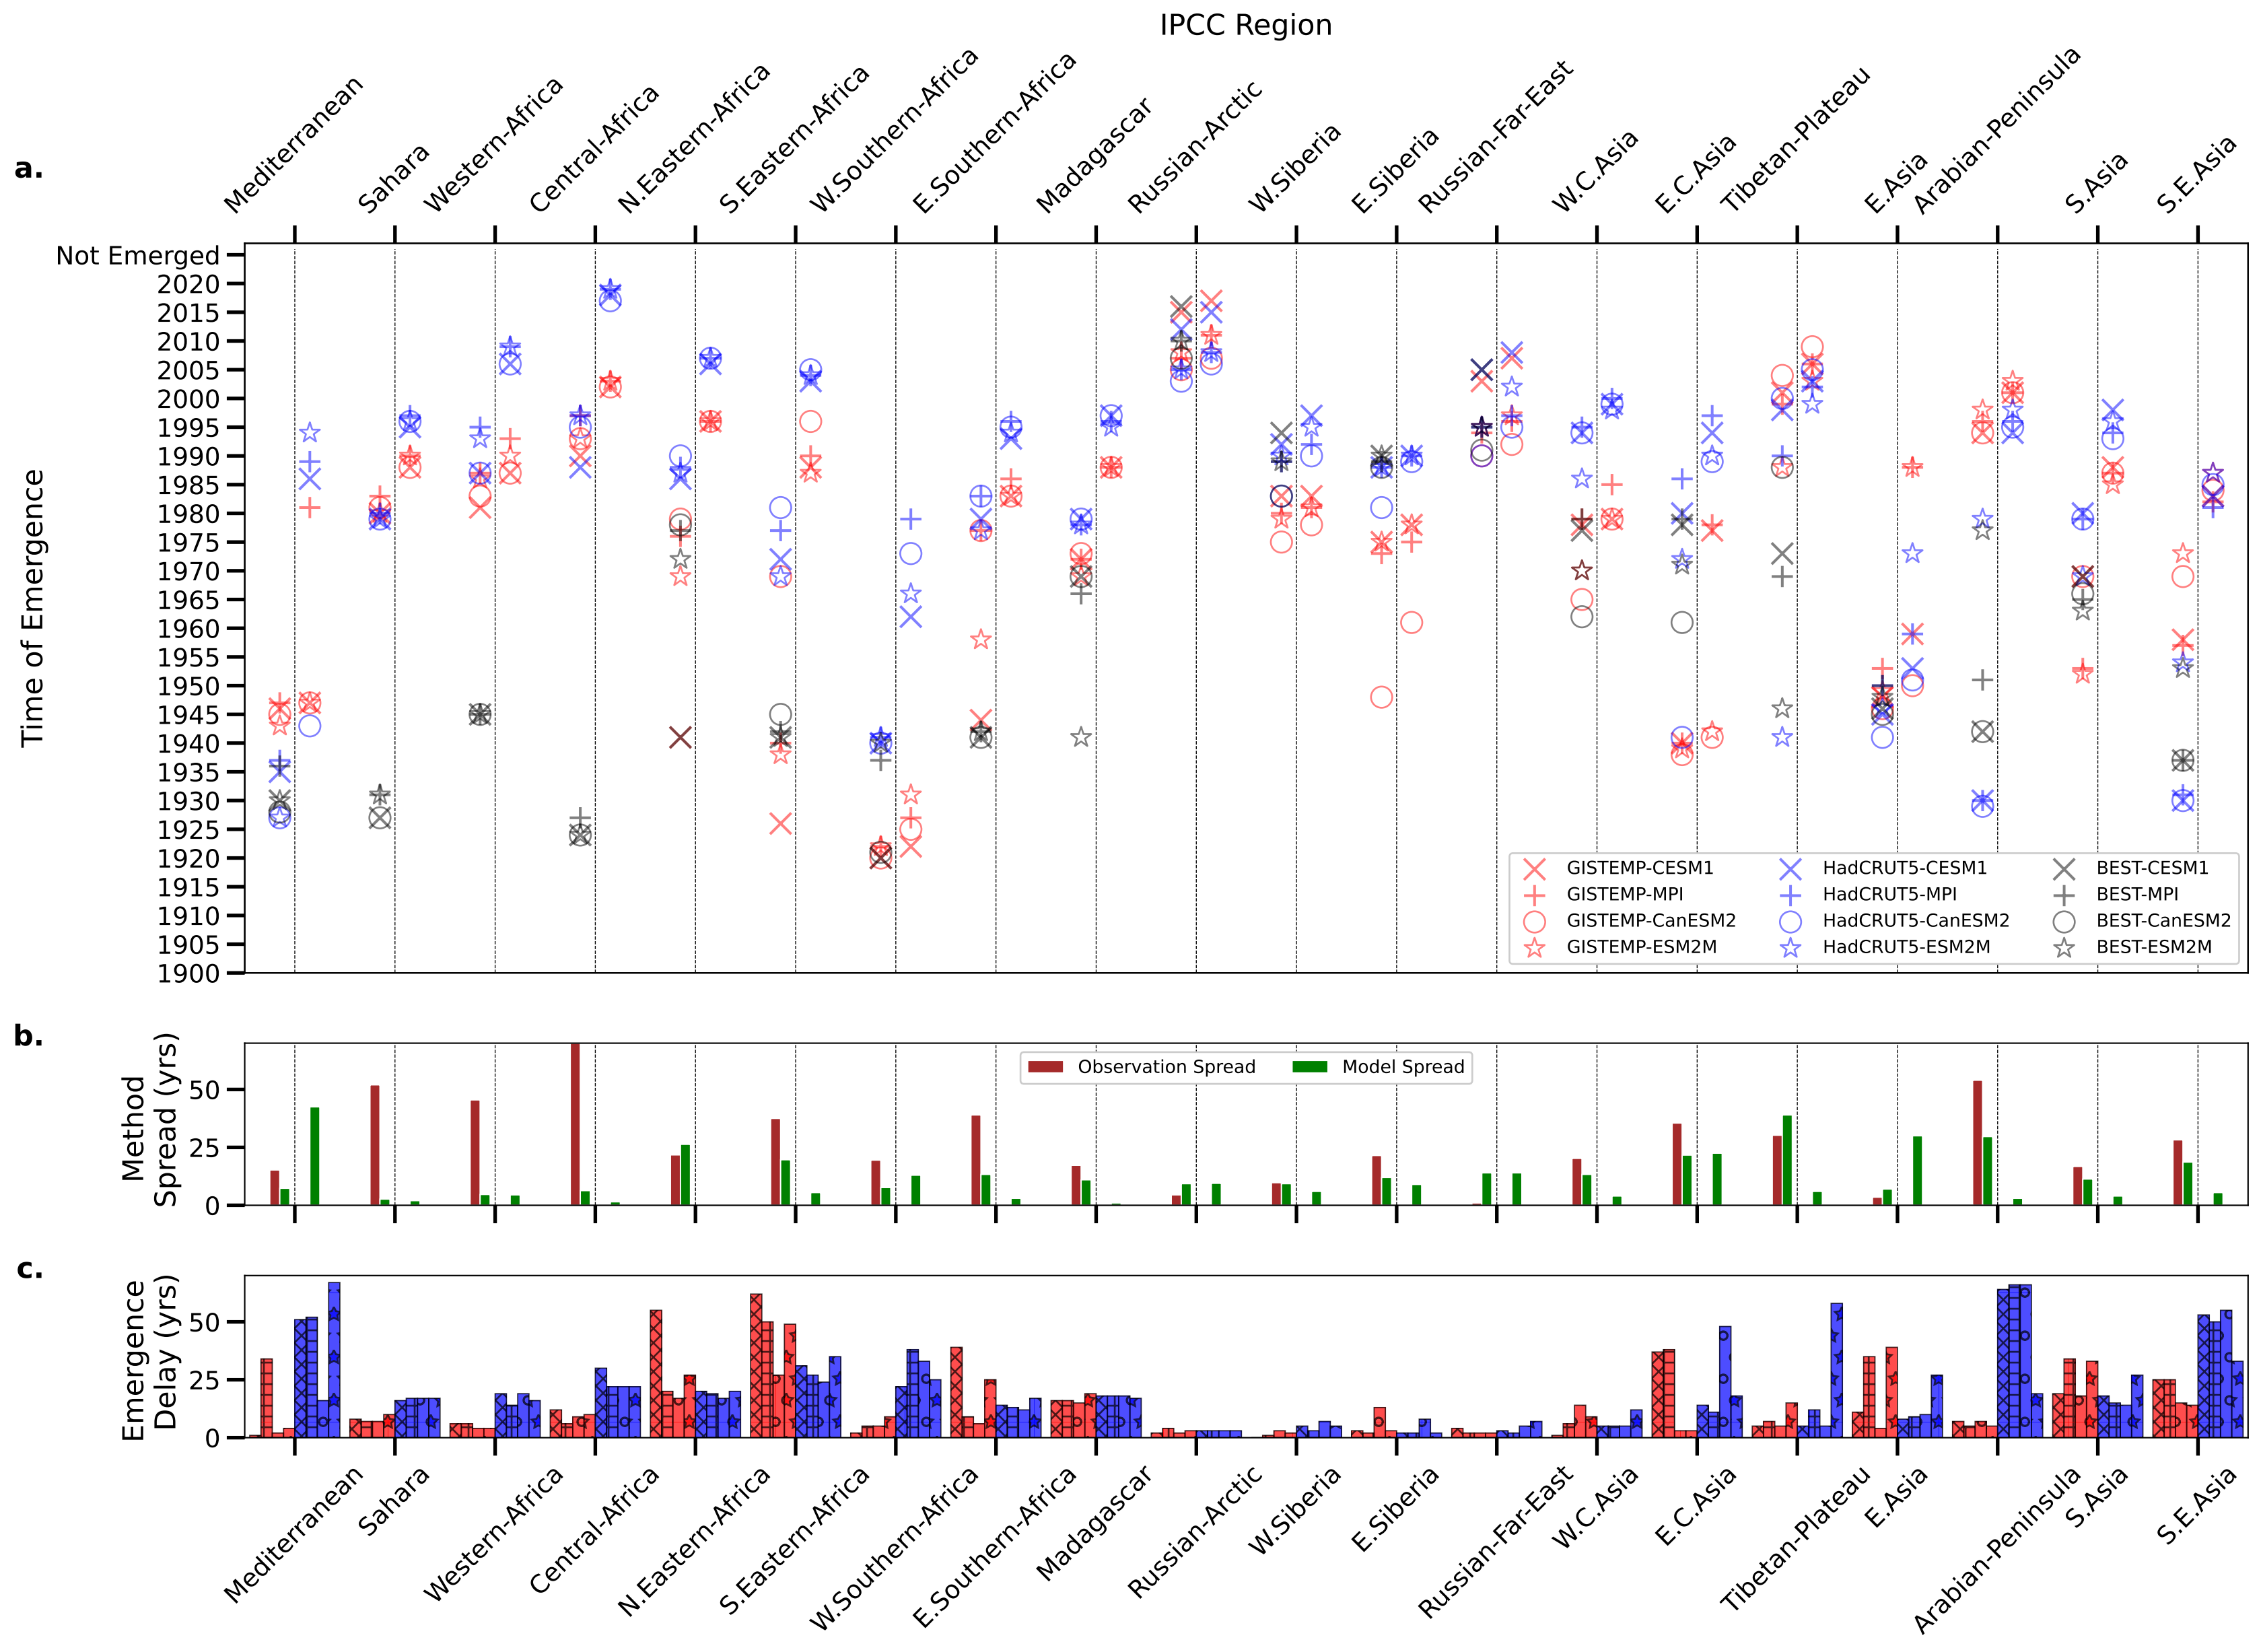 IPCC Region
a.
Mediterranean
Sahara
Western-Africa
Central-Africa
N.Eastern-Africa
S.Eastern-Africa
W.Southern-Africa
E.Southern-Africa
Madagascar
Russian-Arctic
W.Siberia
E.Siberia
Russian-Far-East
W.C.Asia
E.C.Asia
Tibetan-Plateau
E.Asia
Arabian-Peninsula
S.Asia
S.E.Asia
Time of Emergence
Not Emerged
2020
2015
2010
2005
2000
1995
1990
1985
1980
1975
1970
1965
1960
1955
1950
1945
1940
1935
1930
1925
1920
1915
1910
1905
1900
GISTEMP-CESM1
GISTEMP-MPI
GISTEMP-CanESM2
GISTEMP-ESM2M
HadCRUT5-CESM1
HadCRUT5-MPI
HadCRUT5-CanESM2
HadCRUT5-ESM2M
BEST-CESM1
BEST-MPI
BEST-CanESM2
BEST-ESM2M
b.
Method
Spread (yrs)
50
25
0
Observation Spread
Model Spread
c.
Emergence
Delay (yrs)
50
25
0
Mediterranean
Sahara
Western-Africa
Central-Africa
N.Eastern-Africa
S.Eastern-Africa
W.Southern-Africa
E.Southern-Africa
Madagascar
Russian-Arctic
W.Siberia
E.Siberia
Russian-Far-East
W.C.Asia
E.C.Asia
Tibetan-Plateau
E.Asia
Arabian-Peninsula
S.Asia
S.E.Asia